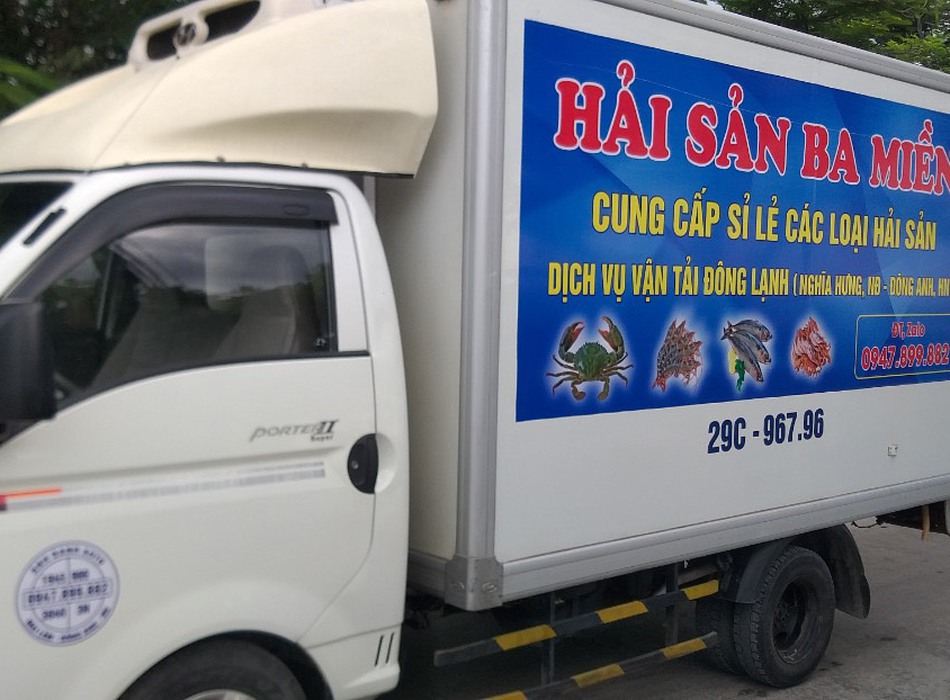 HẢI SẢN BA MIỀN
CUNG CẤP SỈ LẺ CÁC LOẠI HẢI SẢN
DỊCH VỤ VẬN TẢI ĐÔNG LẠNH ( NGHĨA HƯNG, NĐ - ĐÔNG ANH, HN
ĐT, Zalo
0947.899.882
29C - 967.96
PORTER II
Super